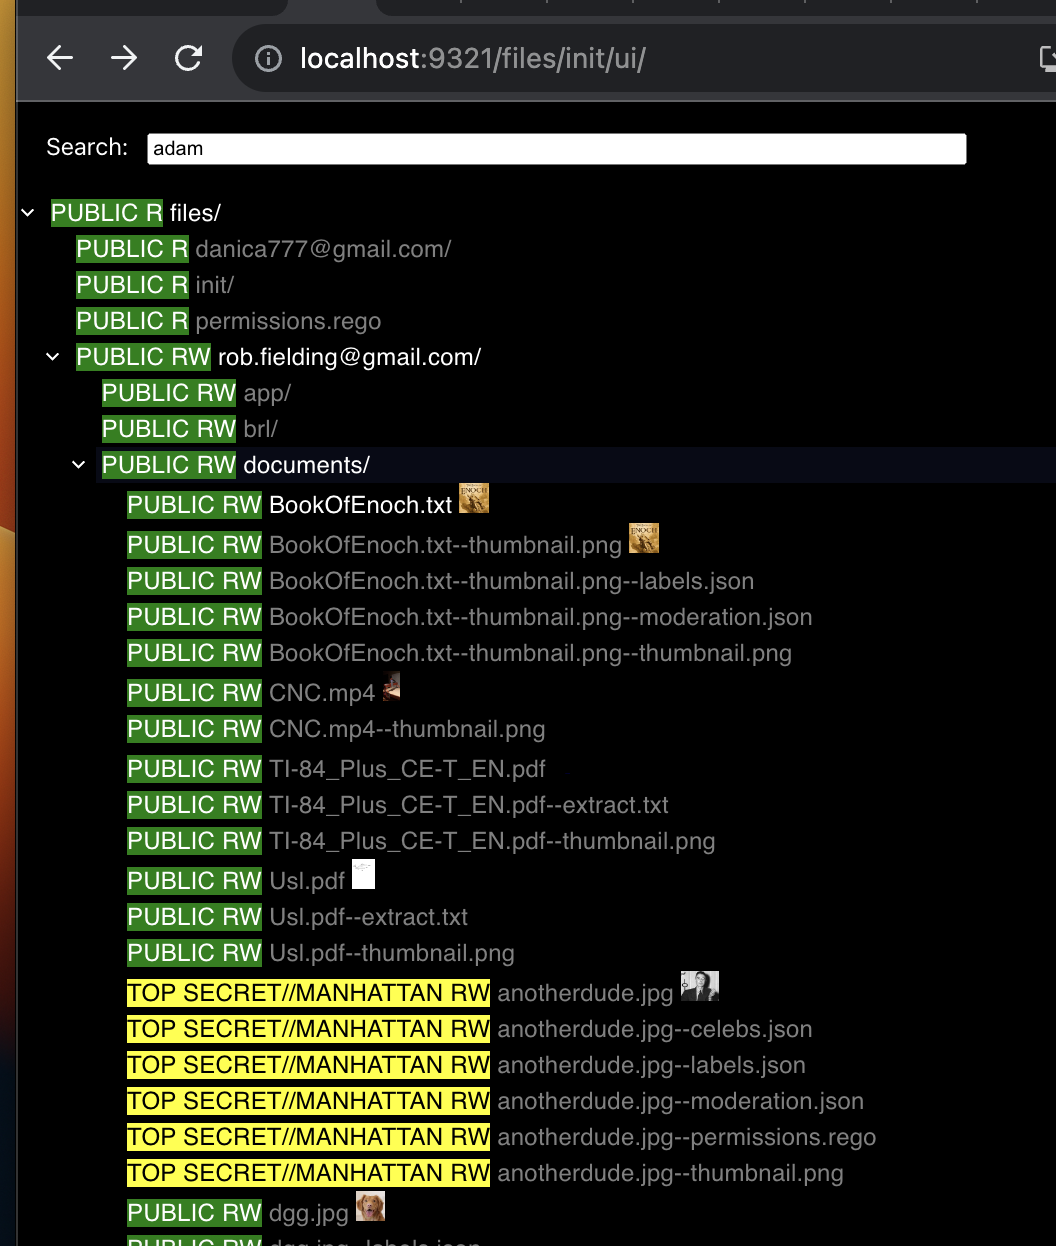 localhost:9321/files/init/ui/
Search: adam
PUBLIC R files/
PUBLIC R danica777@gmail.com/
PUBLIC R init/
PUBLIC R permissions.rego
PUBLIC RW rob.fielding@gmail.com/
PUBLIC RW app/
PUBLIC RW brl/
PUBLIC RW documents/
PUBLIC RW BookOfEnoch.txt ENOCH
PUBLIC RW BookOfEnoch.txt--thumbnail.png ENOCH
PUBLIC RW BookOfEnoch.txt--thumbnail.png--labels.json
PUBLIC RW BookOfEnoch.txt--thumbnail.png--moderation.json
PUBLIC RW BookOfEnoch.txt--thumbnail.png--thumbnail.png
PUBLIC RW CNC.mp4
PUBLIC RW CNC.mp4--thumbnail.png
PUBLIC RW TI-84_Plus_CE-T_EN.pdf
PUBLIC RW TI-84_Plus_CE-T_EN.pdf--extract.txt
PUBLIC RW TI-84_Plus_CE-T_EN.pdf--thumbnail.png
PUBLIC RW Usl.pdf
PUBLIC RW Usl.pdf--extract.txt
PUBLIC RW Usl.pdf--thumbnail.png
TOP SECRET//MANHATTAN RW anotherdude.jpg
TOP SECRET//MANHATTAN RW anotherdude.jpg--celebs.json
TOP SECRET//MANHATTAN RW anotherdude.jpg--labels.json
TOP SECRET//MANHATTAN RW anotherdude.jpg--moderation.json
TOP SECRET//MANHATTAN RW anotherdude.jpg--permissions.rego
TOP SECRET//MANHATTAN RW anotherdude.jpg--thumbnail.png
PUBLIC RW dgg.jpg
PUBLIC RW dgg.jpg--labels.json